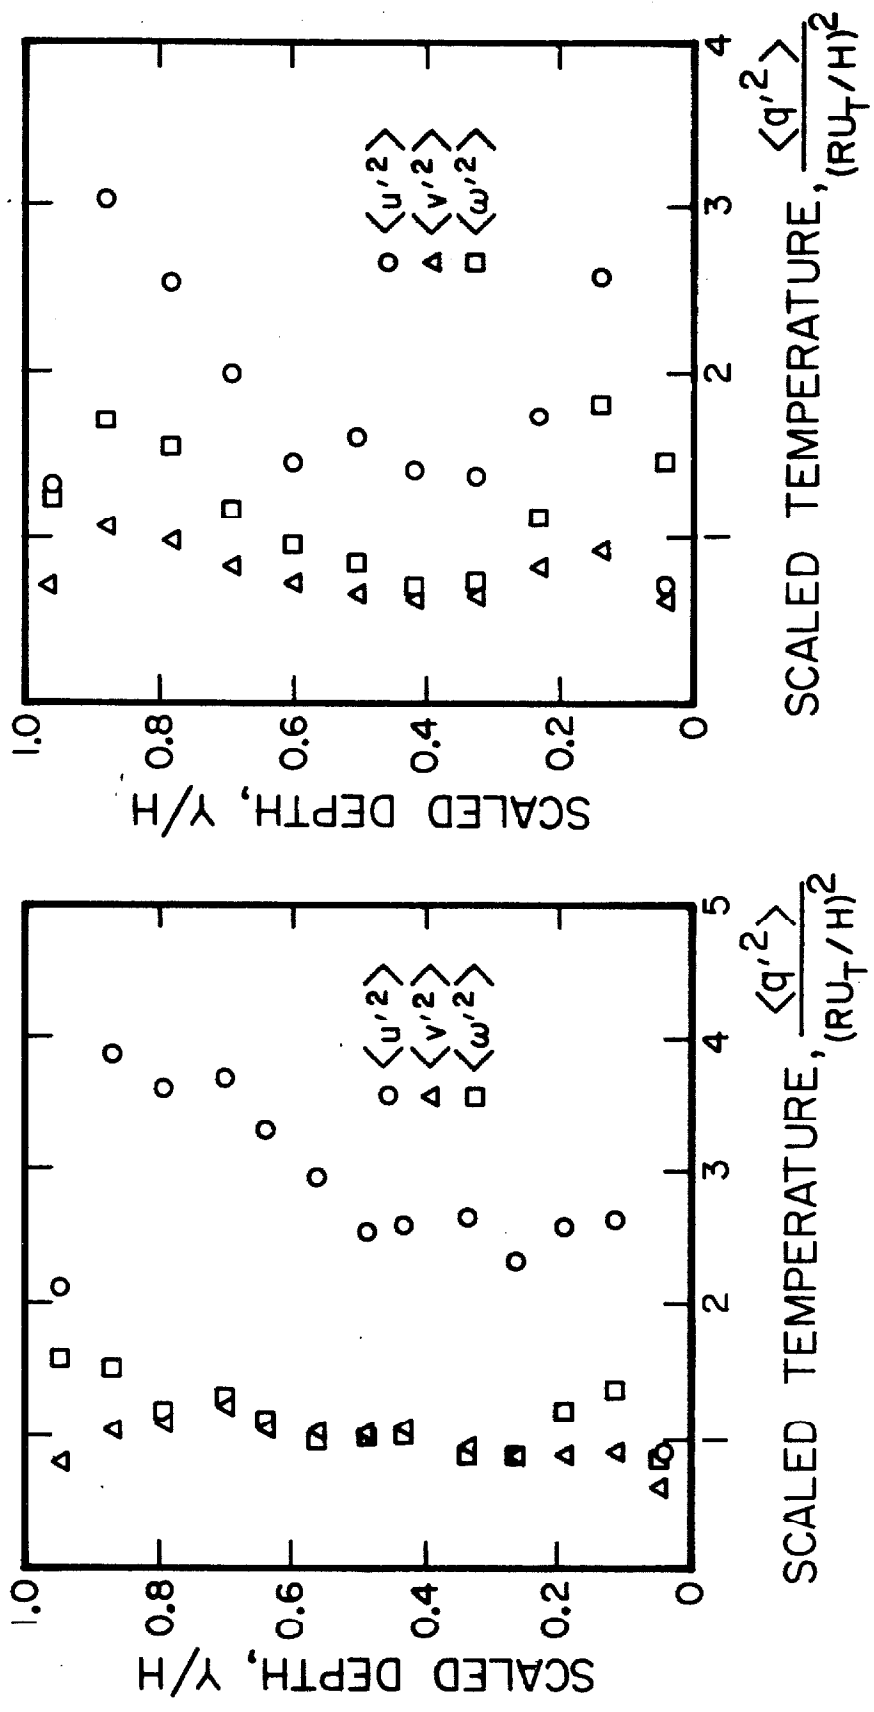 SCALED DEPTH, Y/H
1.0
0.8
0.6
0.4
0.2
0
<u'²>
<v'²>
<ω'²>
1 2 3 4 5
SCALED TEMPERATURE, <q'²>
(RU_T/H)²
SCALED DEPTH, Y/H
1.0
0.8
0.6
0.4
0.2
0
<u'²>
<v'²>
<ω'²>
1 2 3 4
SCALED TEMPERATURE, <q'²>
(RU_T/H)²